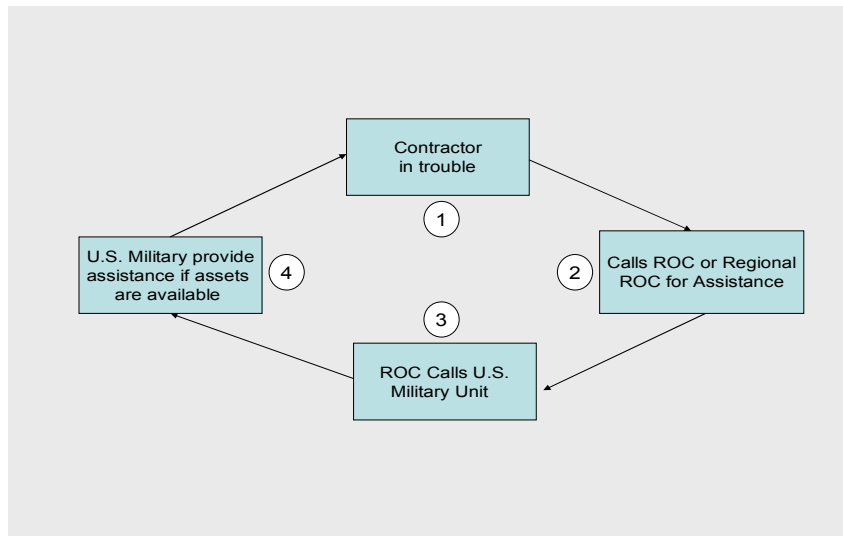 Contractor
in trouble
1
Calls ROC or Regional
ROC for Assistance
2
3
ROC Calls U.S.
Military Unit
U.S. Military provide
assistance if assets
are available
4